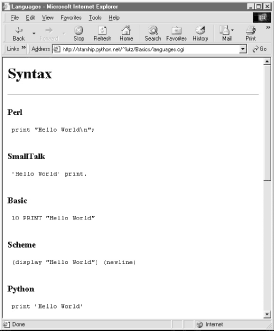 Languages - Microsoft Internet Explorer
File Edit View Favorites Tools Help
Back Stop Refresh Home Search Favorites History Mail Print
Links » Address http://starship.python.net/~lutz/Basics/languages.cgi Go
Syntax
Perl
print "Hello World\n";
SmallTalk
'Hello World' print.
Basic
10 PRINT "Hello World"
Scheme
(display "Hello World") (newline)
Python
print 'Hello World'
Done Internet